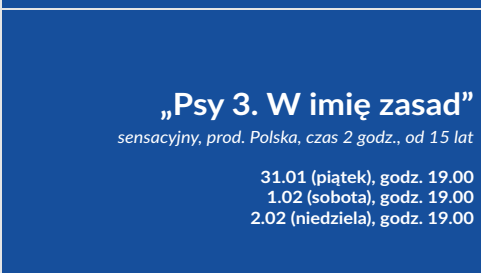 „Psy 3. W imię zasad”
sensacyjny, prod. Polska, czas 2 godz., od 15 lat
31.01 (piątek), godz. 19.00
1.02 (sobota), godz. 19.00
2.02 (niedziela), godz. 19.00